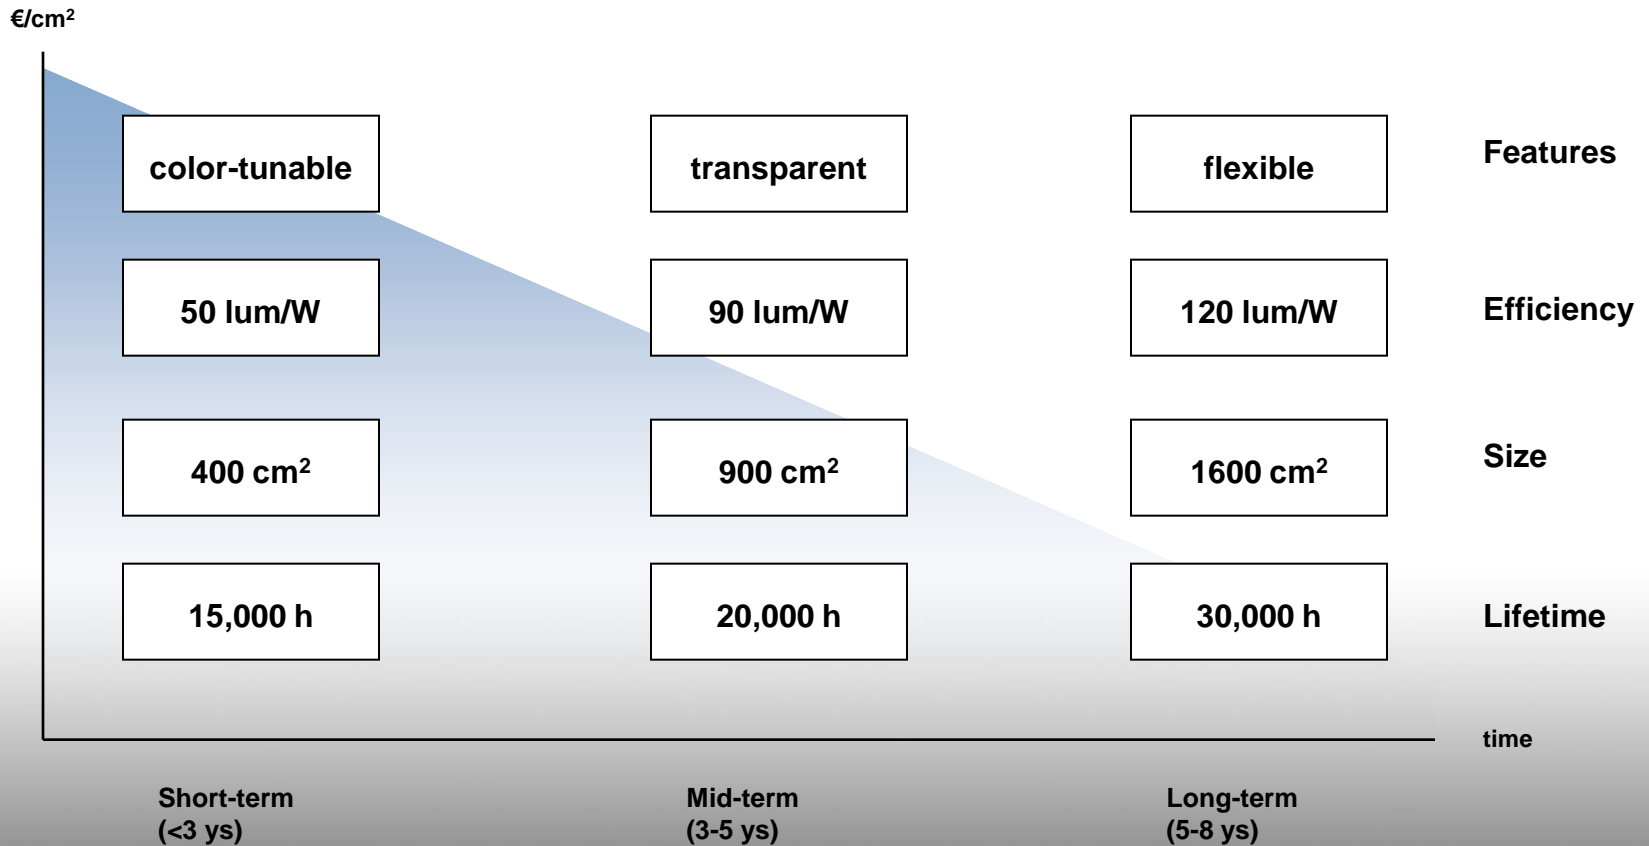 €/cm²
color-tunable transparent flexible Features
50 lum/W 90 lum/W 120 lum/W Efficiency
400 cm² 900 cm² 1600 cm² Size
15,000 h 20,000 h 30,000 h Lifetime
time
Short-term Mid-term Long-term
(<3 ys) (3-5 ys) (5-8 ys)